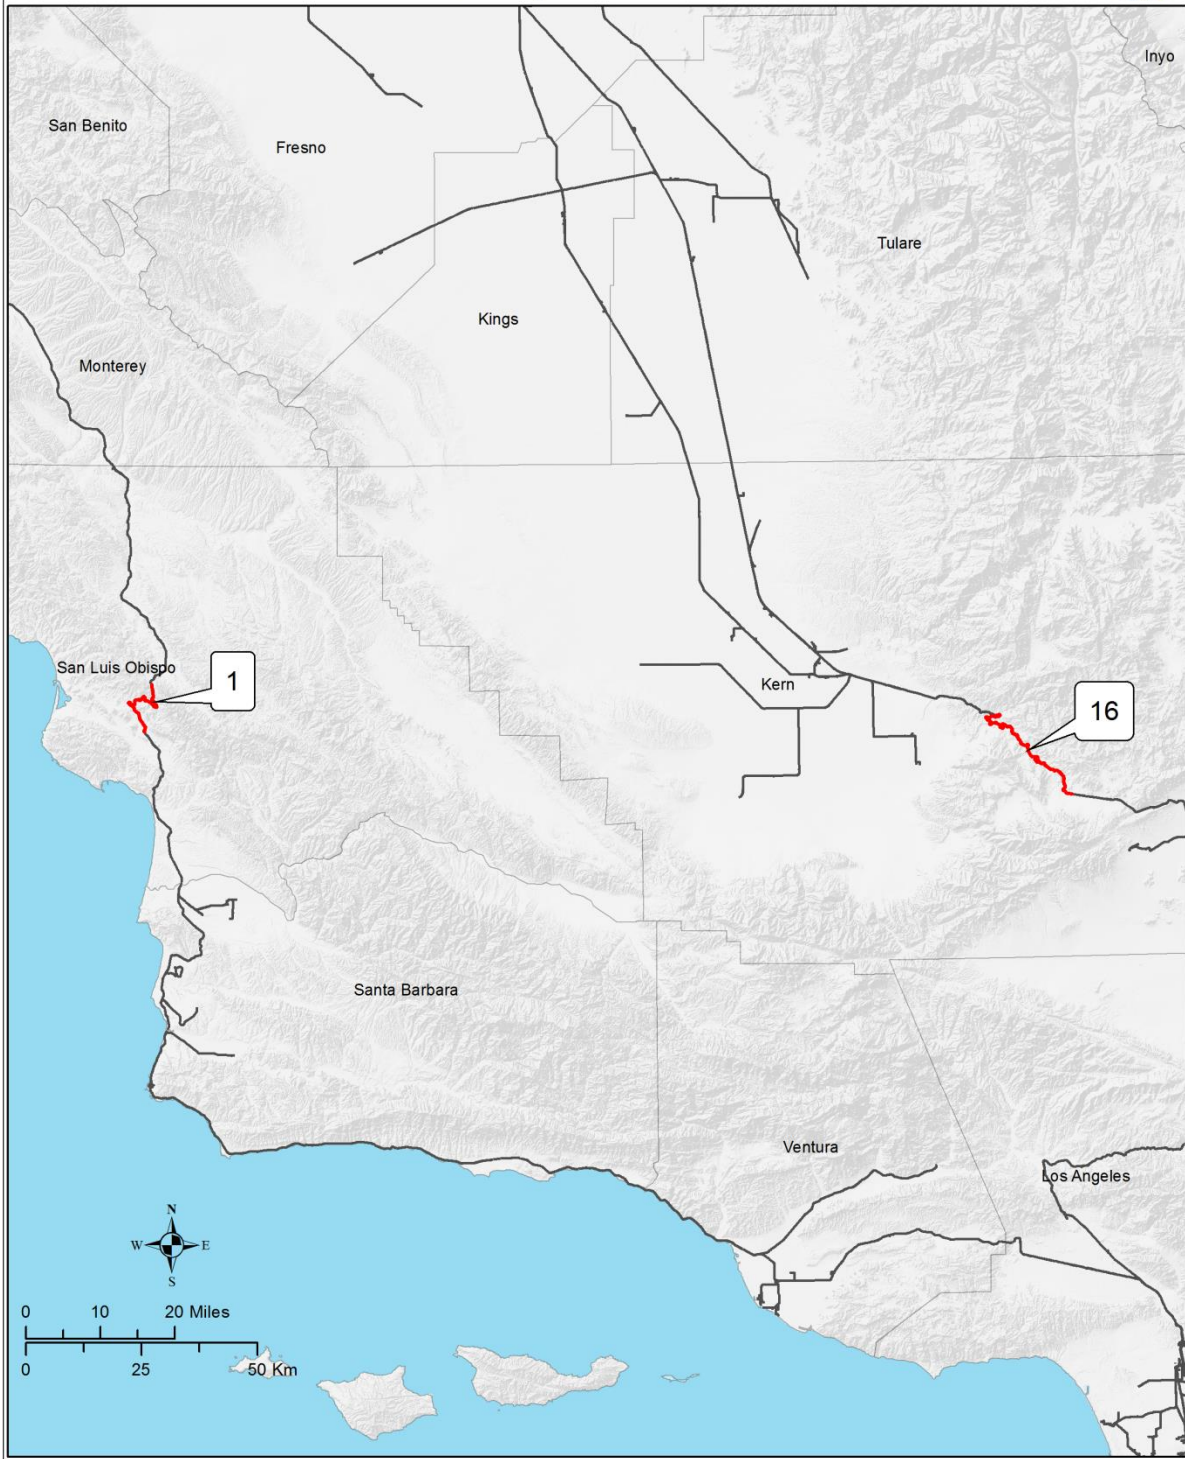 Inyo
San Benito
Fresno
Tulare
Kings
Monterey
San Luis Obispo
1
Kern
16
Santa Barbara
Ventura
Los Angeles
N
W E
S
0 10 20 Miles
0 25 50 Km